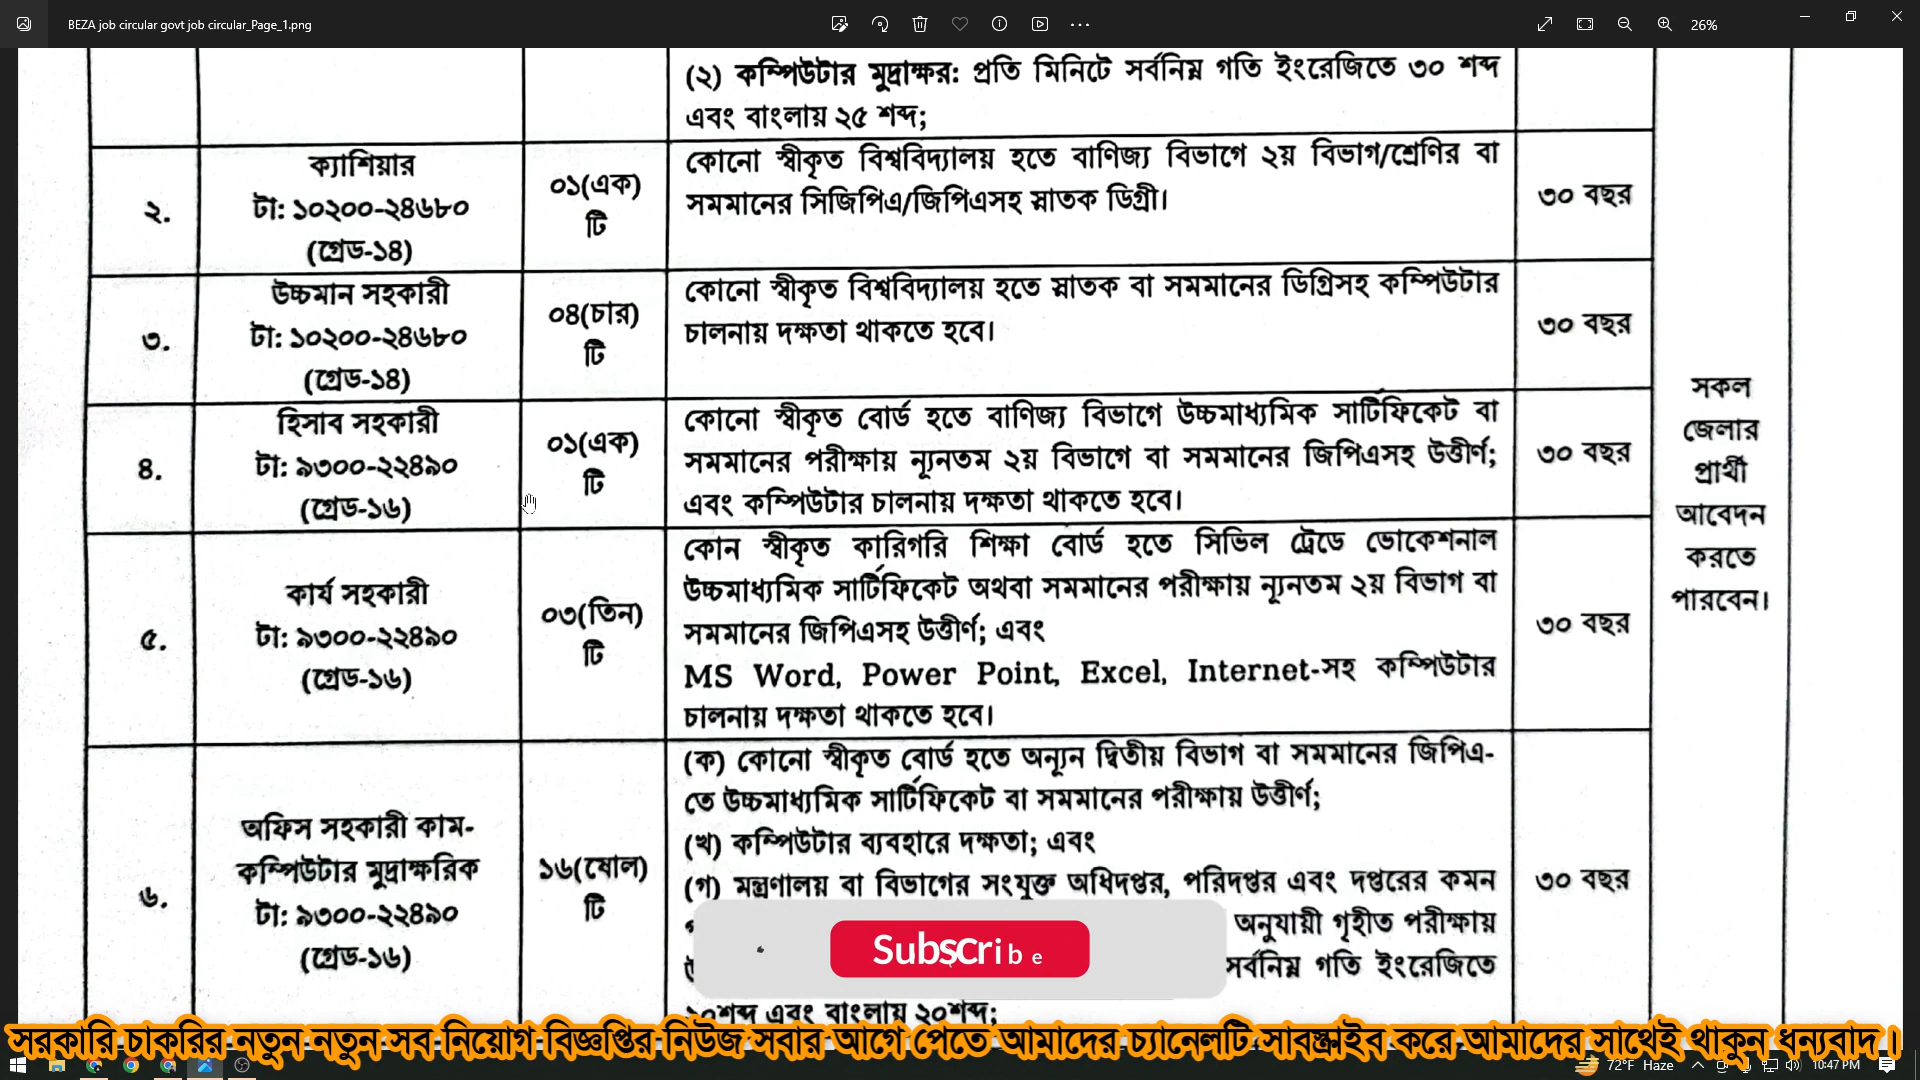 BEZA job circular govt job circular_Page_1.png
26%
(২) কম্পিউটার মুদ্রাক্ষর: প্রতি মিনিটে সর্বনিম্ন গতি ইংরেজিতে ৩০ শব্দ
এবং বাংলায় ২৫ শব্দ;
২.
ক্যাশিয়ার
টা: ১০২০০-২৪৬৮০
(গ্রেড-১৪)
০১(এক)
টি
কোনো স্বীকৃত বিশ্ববিদ্যালয় হতে বাণিজ্য বিভাগে ২য় বিভাগ/শ্রেণির বা
সমমানের সিজিপিএ/জিপিএসহ স্নাতক ডিগ্রী।
৩০ বছর
৩.
উচ্চমান সহকারী
টা: ১০২০০-২৪৬৮০
(গ্রেড-১৪)
০৪(চার)
টি
কোনো স্বীকৃত বিশ্ববিদ্যালয় হতে স্নাতক বা সমমানের ডিগ্রিসহ কম্পিউটার
চালনায় দক্ষতা থাকতে হবে।
৩০ বছর
৪.
হিসাব সহকারী
টা: ৯৩০০-২২৪৯০
(গ্রেড-১৬)
০১(এক)
টি
কোনো স্বীকৃত বোর্ড হতে বাণিজ্য বিভাগে উচ্চমাধ্যমিক সার্টিফিকেট বা
সমমানের পরীক্ষায় ন্যূনতম ২য় বিভাগে বা সমমানের জিপিএসহ উত্তীর্ণ;
এবং কম্পিউটার চালনায় দক্ষতা থাকতে হবে।
৩০ বছর
৫.
কার্য সহকারী
টা: ৯৩০০-২২৪৯০
(গ্রেড-১৬)
০৩(তিন)
টি
কোন স্বীকৃত কারিগরি শিক্ষা বোর্ড হতে সিভিল ট্রেডে ভোকেশনাল
উচ্চমাধ্যমিক সার্টিফিকেট অথবা সমমানের পরীক্ষায় ন্যূনতম ২য় বিভাগ বা
সমমানের জিপিএসহ উত্তীর্ণ; এবং
MS Word, Power Point, Excel, Internet-সহ কম্পিউটার
চালনায় দক্ষতা থাকতে হবে।
৩০ বছর
৬.
অফিস সহকারী কাম-
কম্পিউটার মুদ্রাক্ষরিক
টা: ৯৩০০-২২৪৯০
(গ্রেড-১৬)
১৬(ষোল)
টি
(ক) কোনো স্বীকৃত বোর্ড হতে অন্যূন দ্বিতীয় বিভাগ বা সমমানের জিপিএ-
তে উচ্চমাধ্যমিক সার্টিফিকেট বা সমমানের পরীক্ষায় উত্তীর্ণ;
(খ) কম্পিউটার ব্যবহারে দক্ষতা; এবং
(গ) মন্ত্রণালয় বা বিভাগের সংযুক্ত অধিদপ্তর, পরিদপ্তর এবং দপ্তরের কমন
অনুযায়ী গৃহীত পরীক্ষায়
সর্বনিম্ন গতি ইংরেজিতে
২০শব্দ এবং বাংলায় ২০শব্দ;
৩০ বছর
সকল
জেলার
প্রার্থী
আবেদন
করতে
পারবেন।
Subscribe
সরকারি চাকরির নতুন নতুন সব নিয়োগ বিজ্ঞপ্তির নিউজ সবার আগে পেতে আমাদের চ্যানেলটি সাবস্ক্রাইব করে আমাদের সাথেই থাকুন ধন্যবাদ।
72°F Haze
10:47 PM